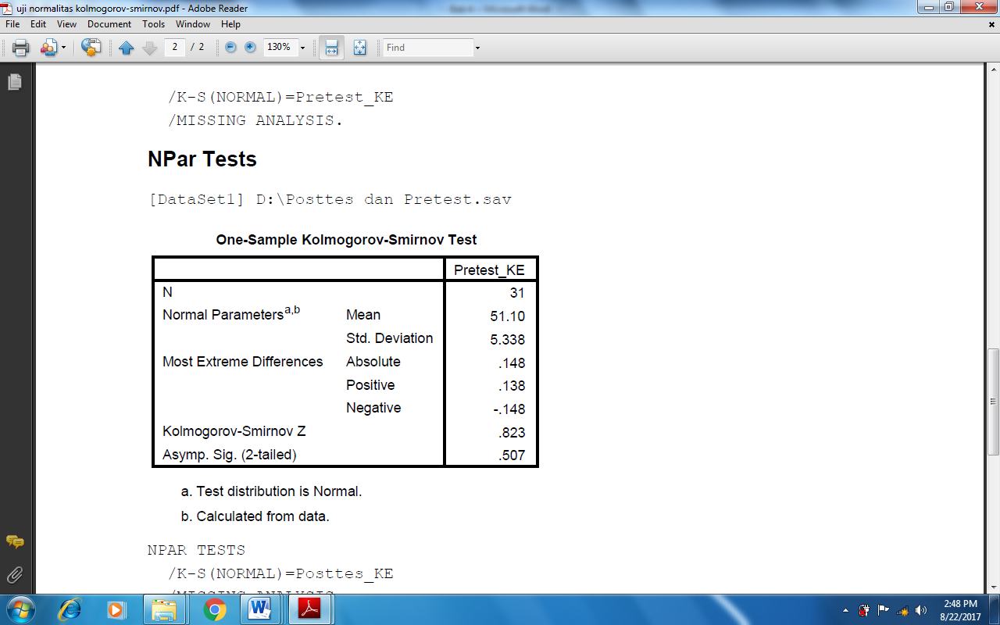 uji normalitas kolmogorov-smirnov.pdf - Adobe Reader
File Edit View Document Tools Window Help
2 / 2 130% Find
/K-S(NORMAL)=Pretest_KE
/MISSING ANALYSIS.
NPar Tests
[DataSet1] D:\Posttes dan Pretest.sav
One-Sample Kolmogorov-Smirnov Test
Pretest_KE
N 31
Normal Parametersa,b Mean 51.10
Std. Deviation 5.338
Most Extreme Differences Absolute .148
Positive .138
Negative -.148
Kolmogorov-Smirnov Z .823
Asymp. Sig. (2-tailed) .507
a. Test distribution is Normal.
b. Calculated from data.
NPAR TESTS
/K-S(NORMAL)=Posttes_KE
/MISSING ANALYSIS
2:48 PM
8/22/2017